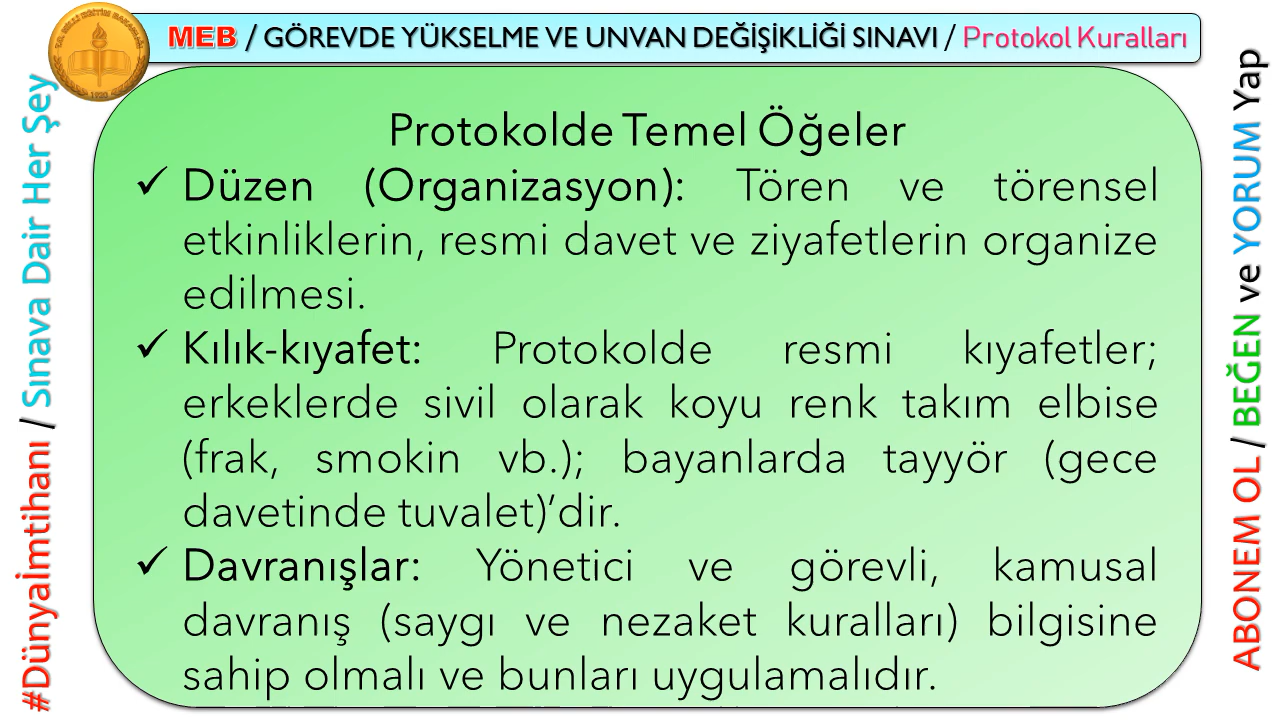 MEB / GÖREVDE YÜKSELME VE UNVAN DEĞİŞİKLİĞİ SINAVI / Protokol Kuralları
#Dünyaİmtihanı / Sınava Dair Her Şey
Protokolde Temel Öğeler
✓ Düzen (Organizasyon): Tören ve törensel
etkinliklerin, resmi davet ve ziyafetlerin organize
edilmesi.
✓ Kılık-kıyafet: Protokolde resmi kıyafetler;
erkeklerde sivil olarak koyu renk takım elbise
(frak, smokin vb.); bayanlarda tayyör (gece
davetinde tuvalet)’dir.
✓ Davranışlar: Yönetici ve görevli, kamusal
davranış (saygı ve nezaket kuralları) bilgisine
sahip olmalı ve bunları uygulamalıdır.
ABONEM OL / BEĞEN ve YORUM Yap